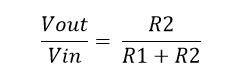 Vout / Vin = R2 / R1 + R2